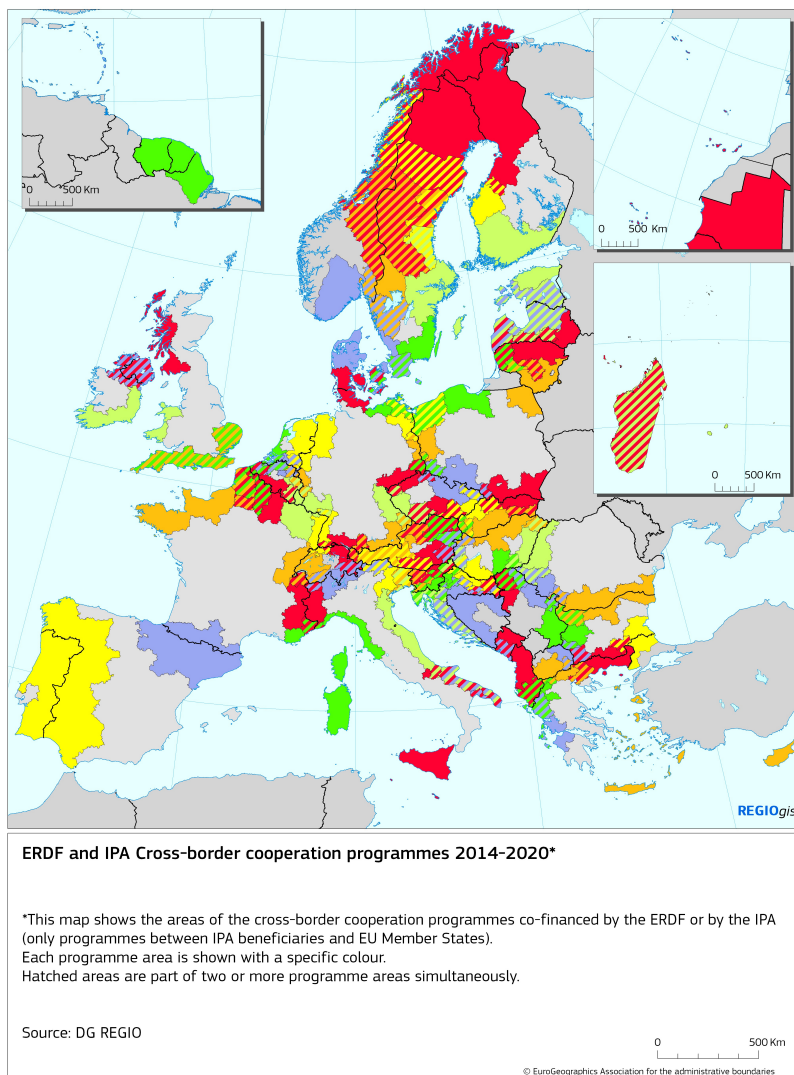 0 500 Km
0 500 Km
0 500 Km
REGIOgis
ERDF and IPA Cross-border cooperation programmes 2014-2020*
*This map shows the areas of the cross-border cooperation programmes co-financed by the ERDF or by the IPA
(only programmes between IPA beneficiaries and EU Member States).
Each programme area is shown with a specific colour.
Hatched areas are part of two or more programme areas simultaneously.
Source: DG REGIO
0 500 Km
© EuroGeographics Association for the administrative boundaries